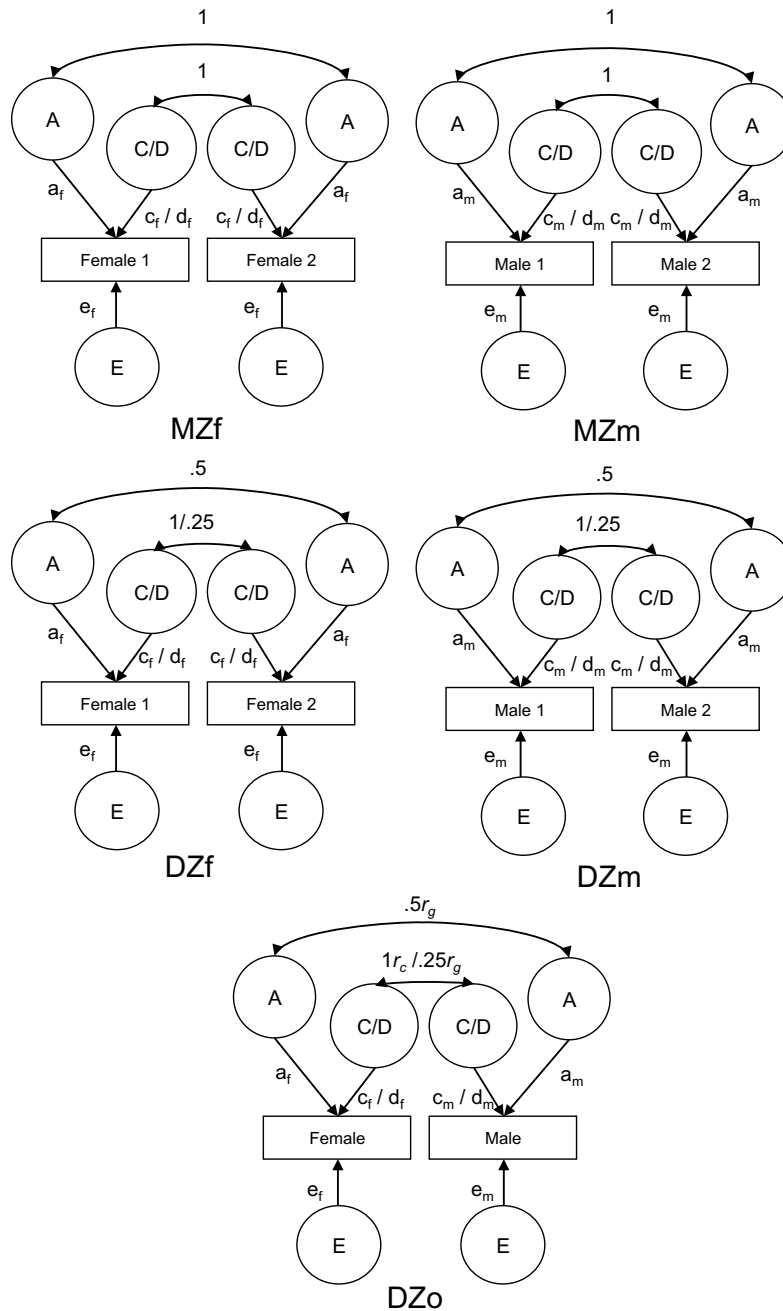 1 1
1 1
A A A A
C/D C/D C/D C/D
a_f a_f a_m a_m
c_f / d_f c_f / d_f c_m / d_m c_m / d_m
Female 1 Female 2 Male 1 Male 2
e_f e_f e_m e_m
E E E E
MZf MZm
.5 .5
1/.25 1/.25
A A A A
C/D C/D C/D C/D
a_f a_f a_m a_m
c_f / d_f c_f / d_f c_m / d_m c_m / d_m
Female 1 Female 2 Male 1 Male 2
e_f e_f e_m e_m
E E E E
DZf DZm
.5r_g
1r_c /.25r_g
A A
C/D C/D
a_f a_m
c_f / d_f c_m / d_m
Female Male
e_f e_m
E E
DZo